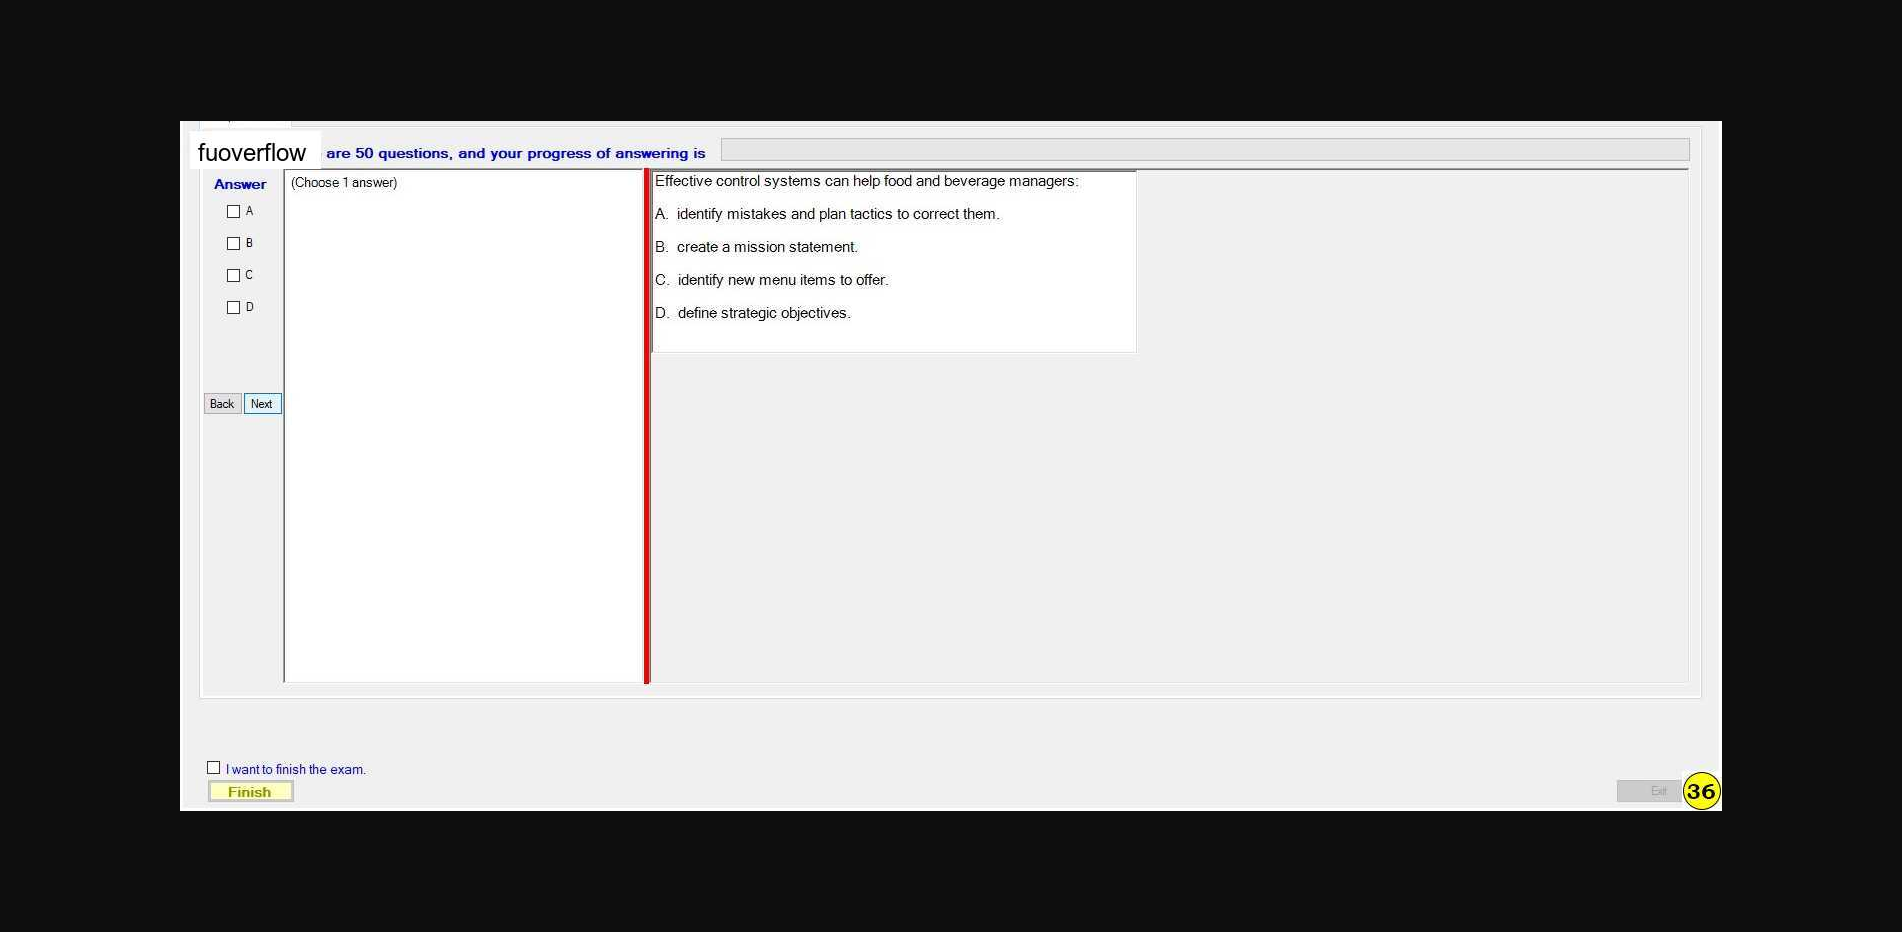 fuoverflow are 50 questions, and your progress of answering is
Answer
A
B
C
D
Back Next
(Choose 1 answer)
Effective control systems can help food and beverage managers:
A. identify mistakes and plan tactics to correct them.
B. create a mission statement.
C. identify new menu items to offer.
D. define strategic objectives.
I want to finish the exam.
Finish
Exit
36